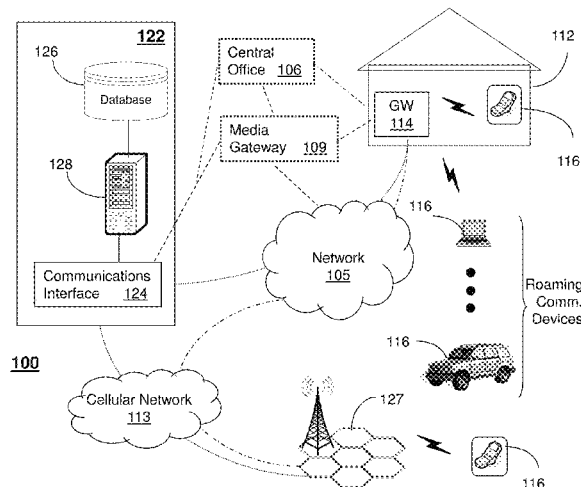 122
126
Database
128
Communications
Interface 124
Central
Office 106
Media
Gateway 109
112
GW
114
116
Network
105
116
Roaming
Comm.
Devices
116
100
Cellular Network
113
127
116